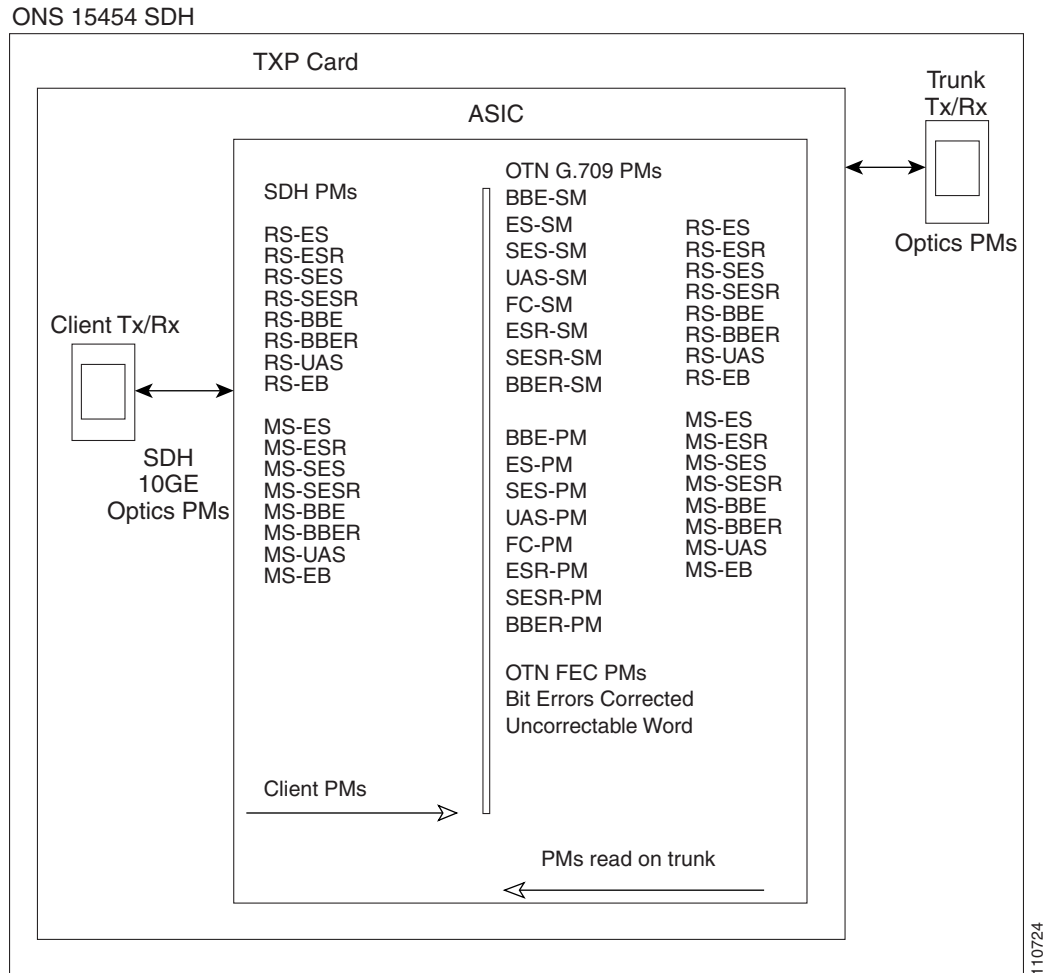 ONS 15454 SDH
TXP Card
ASIC
Trunk
Tx/Rx
Optics PMs
Client Tx/Rx
SDH
10GE
Optics PMs
SDH PMs
RS-ES
RS-ESR
RS-SES
RS-SESR
RS-BBE
RS-BBER
RS-UAS
RS-EB
MS-ES
MS-ESR
MS-SES
MS-SESR
MS-BBE
MS-BBER
MS-UAS
MS-EB
OTN G.709 PMs
BBE-SM
ES-SM
SES-SM
UAS-SM
FC-SM
ESR-SM
SESR-SM
BBER-SM
BBE-PM
ES-PM
SES-PM
UAS-PM
FC-PM
ESR-PM
SESR-PM
BBER-PM
OTN FEC PMs
Bit Errors Corrected
Uncorrectable Word
RS-ES
RS-ESR
RS-SES
RS-SESR
RS-BBE
RS-BBER
RS-UAS
RS-EB
MS-ES
MS-ESR
MS-SES
MS-SESR
MS-BBE
MS-BBER
MS-UAS
MS-EB
Client PMs
PMs read on trunk
110724